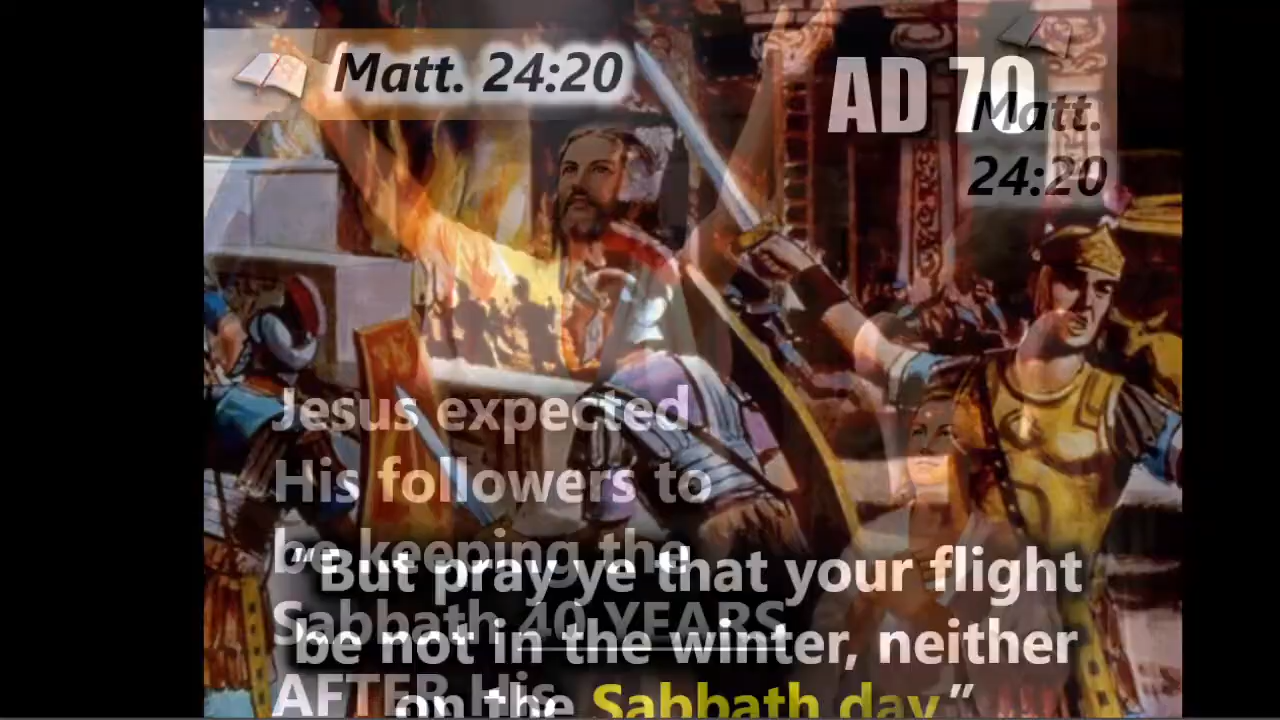 Matt. 24:20
AD 70
Matt.
24:20
Jesus expected
His followers to
be keeping the
Sabbath 40 YEARS
AFTER His
“But pray ye that your flight
be not in the winter, neither
on the Sabbath day”